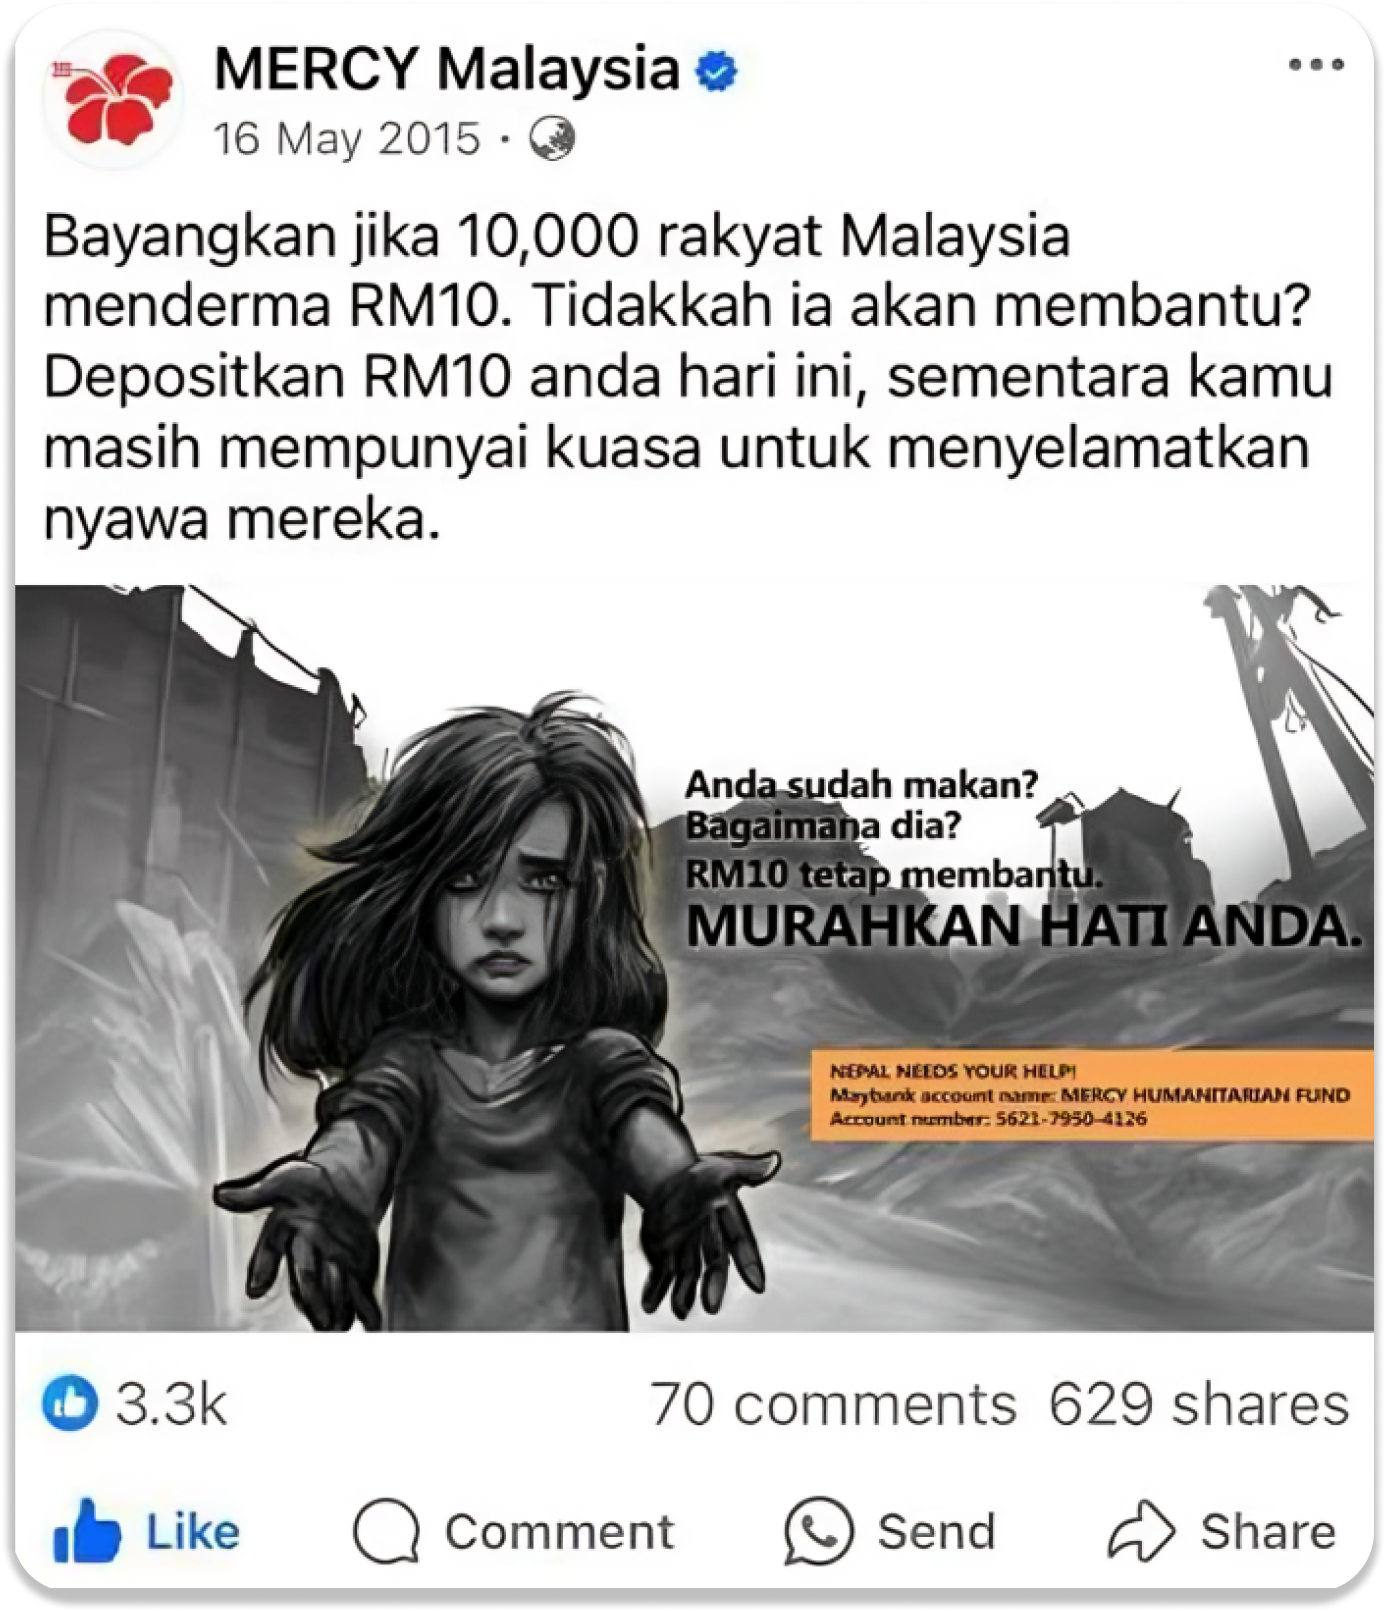 MERCY Malaysia
16 May 2015 ·
Bayangkan jika 10,000 rakyat Malaysia
menderma RM10. Tidakkah ia akan membantu?
Depositkan RM10 anda hari ini, sementara kamu
masih mempunyai kuasa untuk menyelamatkan
nyawa mereka.
Anda sudah makan?
Bagaimana dia?
RM10 tetap membantu.
MURAHKAN HATI ANDA.
NEPAL NEEDS YOUR HELP!
Maybank account name: MERCY HUMANITARIAN FUND
Account number: 5621-7950-4126
3.3k
70 comments 629 shares
Like Comment Send Share